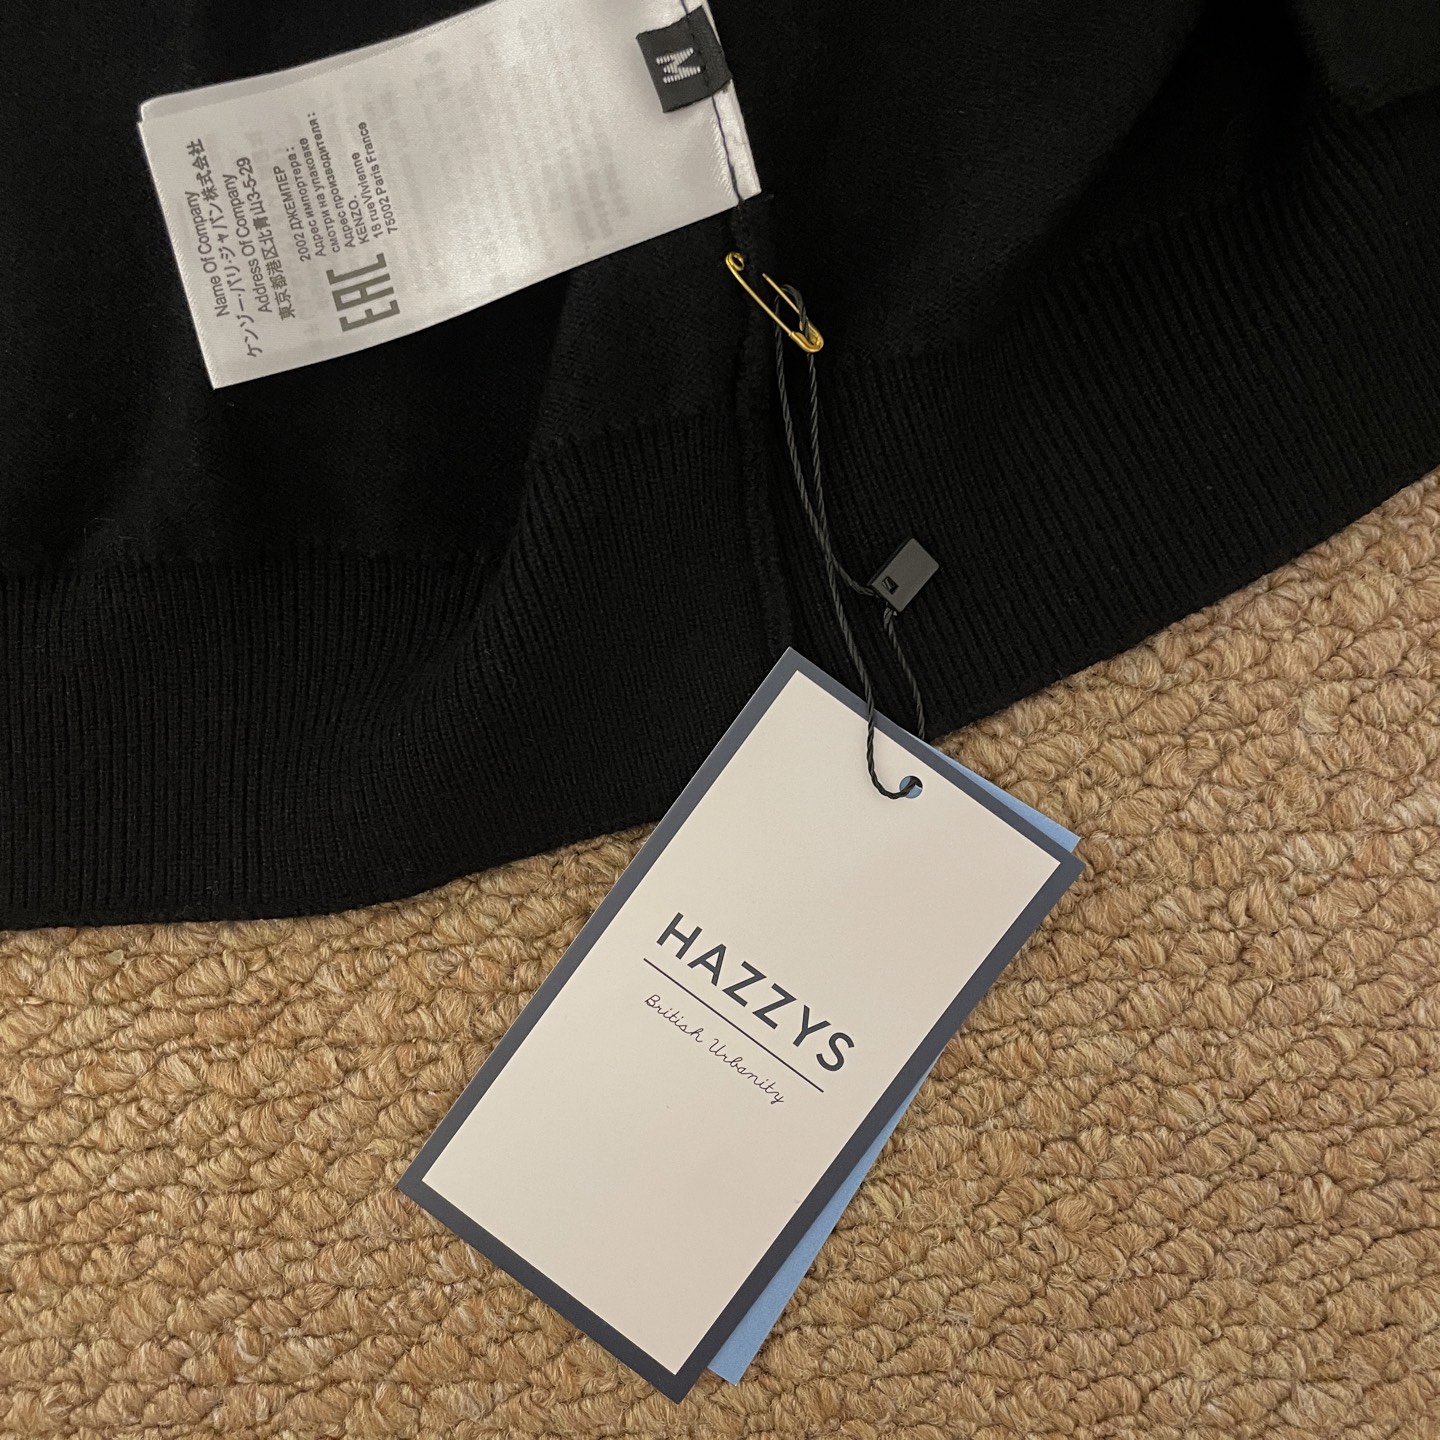 M
Name Of Company
ケンゾー・パリ・ジャパン株式会社
Address Of Company
東京都港区北青山3-5-29
2002 ДЖЕМПЕР
Адрес импортера:
смотри на упаковке
Адрес производителя:
KENZO.
18 rue Vivienne
75002 Paris France
EAC
HAZZYS
British Urbanity